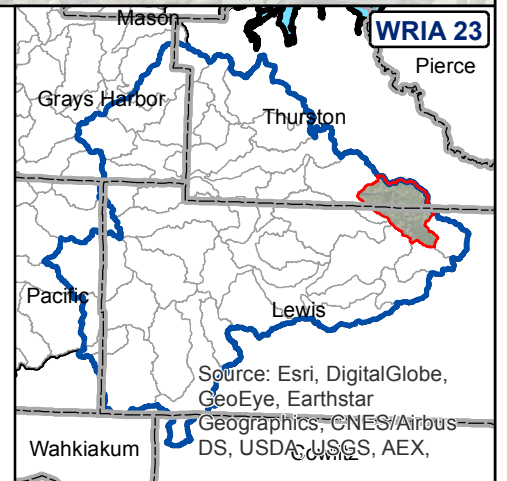 Mason
WRIA 23
Pierce
Grays Harbor
Thurston
Pacific
Lewis
Source: Esri, DigitalGlobe,
GeoEye, Earthstar
Geographics, CNES/Airbus
DS, USDA, USGS, AEX,
Wahkiakum
Cowlitz